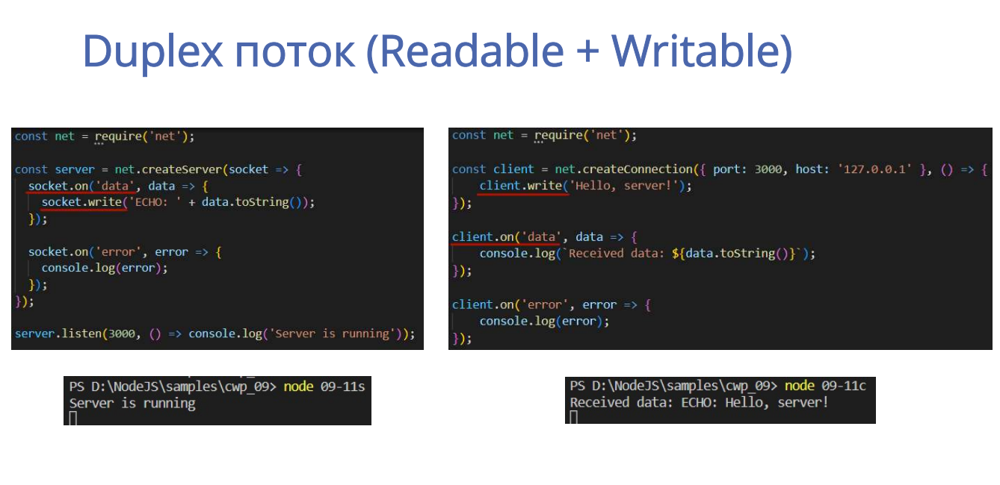 Duplex поток (Readable + Writable)
const net = require('net');
const server = net.createServer(socket => {
socket.on('data', data => {
socket.write('ECHO: ' + data.toString());
});
socket.on('error', error => {
console.log(error);
});
});
server.listen(3000, () => console.log('Server is running'));
PS D:\NodeJS\samples\cwp_09> node 09-11s
Server is running
const net = require('net');
const client = net.createConnection({ port: 3000, host: '127.0.0.1' }, () => {
client.write('Hello, server!');
});
client.on('data', data => {
console.log(`Received data: ${data.toString()}`);
});
client.on('error', error => {
console.log(error);
});
PS D:\NodeJS\samples\cwp_09> node 09-11c
Received data: ECHO: Hello, server!